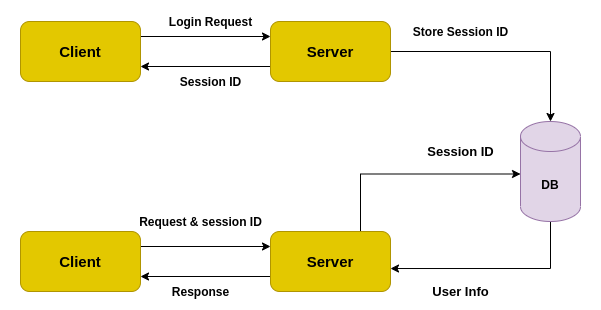 Login Request
Store Session ID
Client
Server
Session ID
Session ID
DB
Request & session ID
Client
Server
Response
User Info